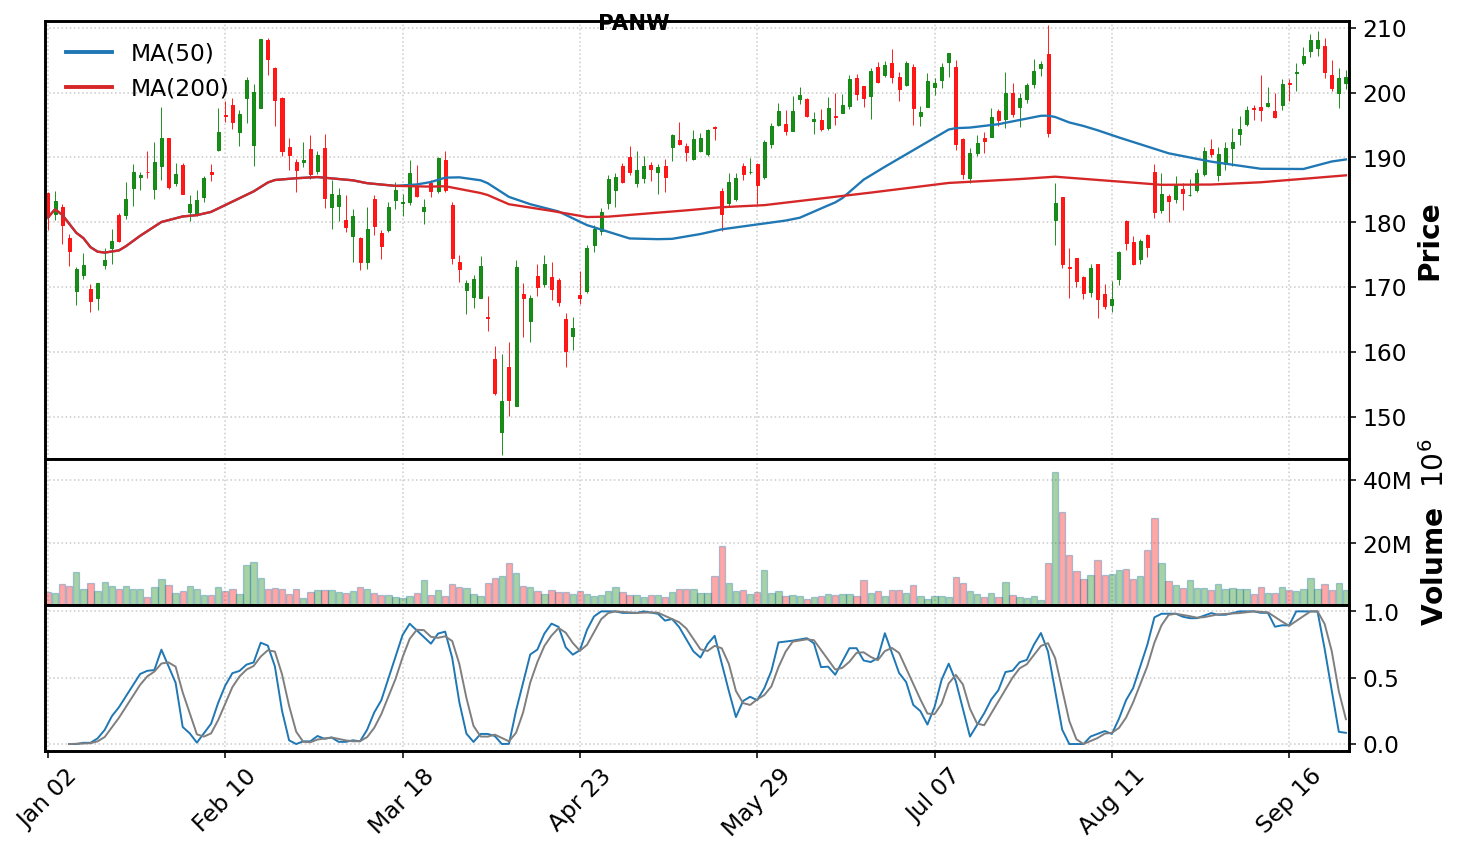 PANW
MA(50)
MA(200)
210
200
190
180
170
160
150
Price
40M
20M
Volume 10^6
1.0
0.5
0.0
Jan 02
Feb 10
Mar 18
Apr 23
May 29
Jul 07
Aug 11
Sep 16